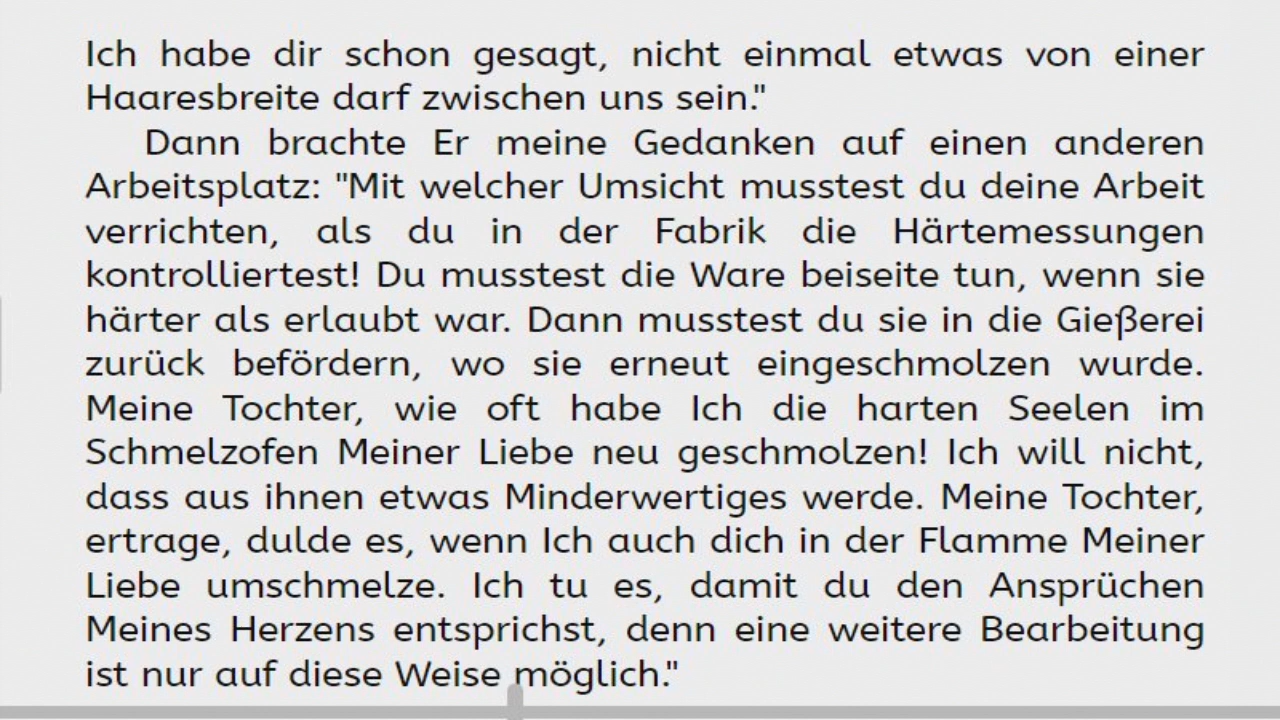 Ich habe dir schon gesagt, nicht einmal etwas von einer
Haaresbreite darf zwischen uns sein."
Dann brachte Er meine Gedanken auf einen anderen
Arbeitsplatz: "Mit welcher Umsicht musstest du deine Arbeit
verrichten, als du in der Fabrik die Härtemessungen
kontrolliertest! Du musstest die Ware beiseite tun, wenn sie
härter als erlaubt war. Dann musstest du sie in die Gießerei
zurück befördern, wo sie erneut eingeschmolzen wurde.
Meine Tochter, wie oft habe Ich die harten Seelen im
Schmelzofen Meiner Liebe neu geschmolzen! Ich will nicht,
dass aus ihnen etwas Minderwertiges werde. Meine Tochter,
ertrage, dulde es, wenn Ich auch dich in der Flamme Meiner
Liebe umschmelze. Ich tu es, damit du den Ansprüchen
Meines Herzens entsprichst, denn eine weitere Bearbeitung
ist nur auf diese Weise möglich."